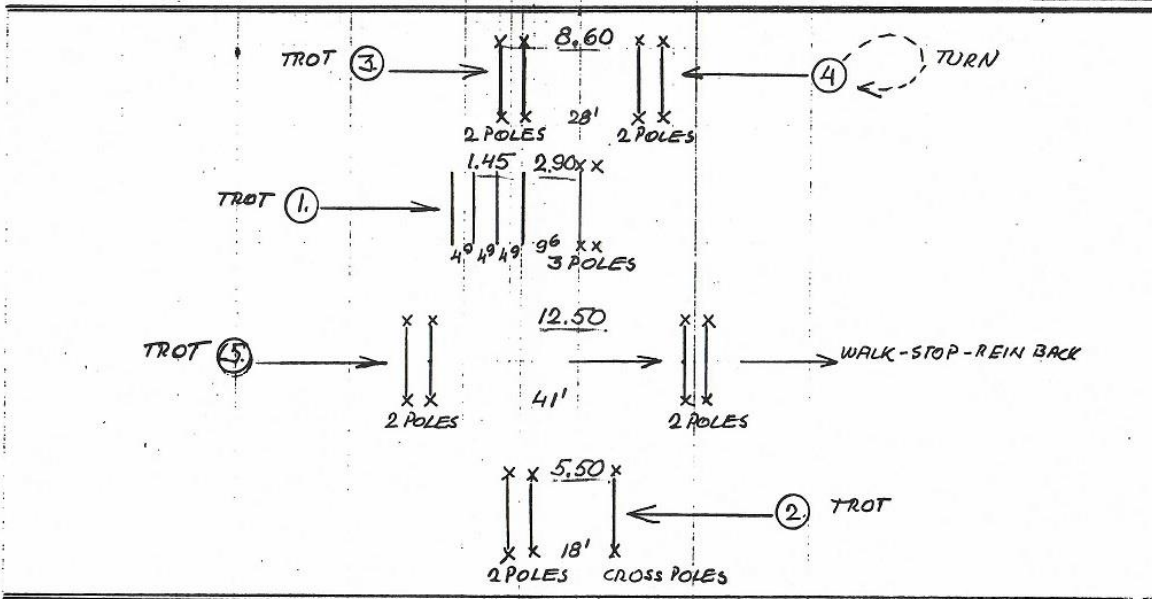 TROT 3. 8.60 4 TURN
28'
2 POLES 2 POLES
1.45 2.90
TROT 1.
4⁹ 4⁹ 4⁹ 9⁶
3 POLES
12.50
TROT 5. WALK-STOP-REIN BACK
41'
2 POLES 2 POLES
5.50
2. TROT
18'
2 POLES CROSS POLES